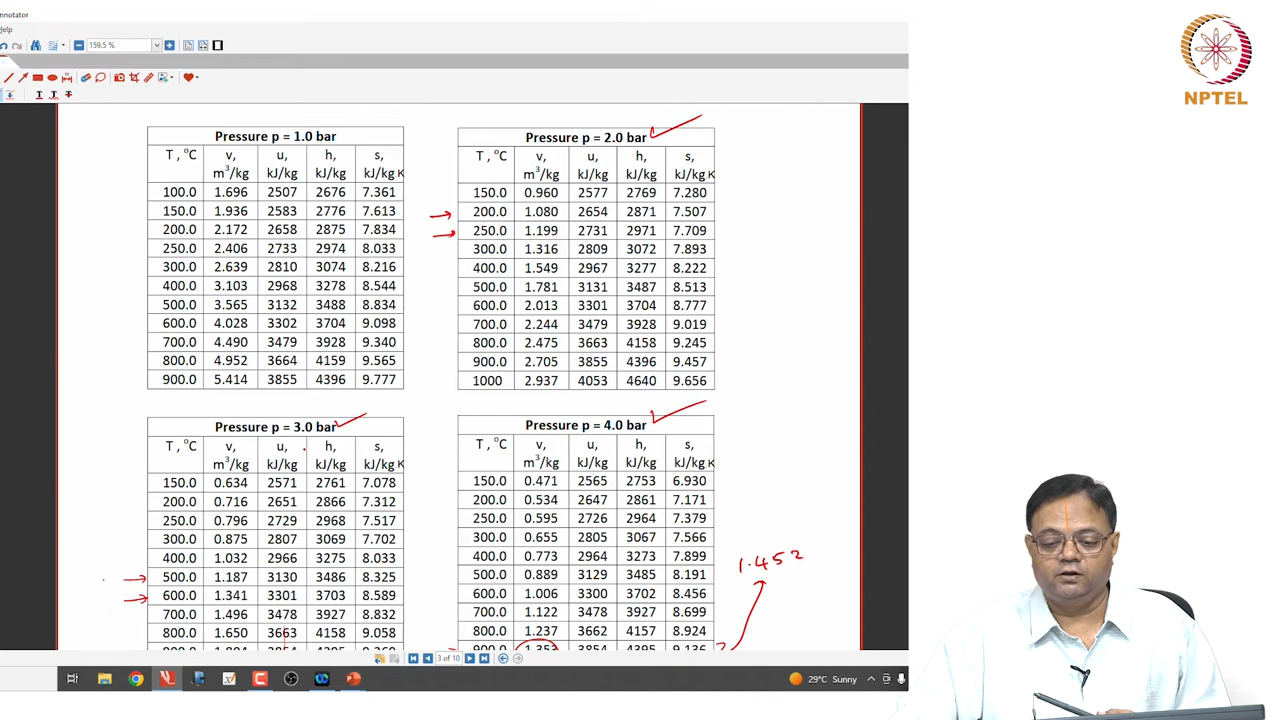 nnotator
Help
159.5 %
NPTEL
Pressure p = 1.0 bar
T , °C v, m³/kg u, kJ/kg h, kJ/kg s, kJ/kg K
100.0 1.696 2507 2676 7.361
150.0 1.936 2583 2776 7.613
200.0 2.172 2658 2875 7.834
250.0 2.406 2733 2974 8.033
300.0 2.639 2810 3074 8.216
400.0 3.103 2968 3278 8.544
500.0 3.565 3132 3488 8.834
600.0 4.028 3302 3704 9.098
700.0 4.490 3479 3928 9.340
800.0 4.952 3664 4159 9.565
900.0 5.414 3855 4396 9.777
Pressure p = 2.0 bar
T , °C v, m³/kg u, kJ/kg h, kJ/kg s, kJ/kg K
150.0 0.960 2577 2769 7.280
200.0 1.080 2654 2871 7.507
250.0 1.199 2731 2971 7.709
300.0 1.316 2809 3072 7.893
400.0 1.549 2967 3277 8.222
500.0 1.781 3131 3487 8.513
600.0 2.013 3301 3704 8.777
700.0 2.244 3479 3928 9.019
800.0 2.475 3663 4158 9.245
900.0 2.705 3855 4396 9.457
1000 2.937 4053 4640 9.656
Pressure p = 3.0 bar
T , °C v, m³/kg u, kJ/kg h, kJ/kg s, kJ/kg K
150.0 0.634 2571 2761 7.078
200.0 0.716 2651 2866 7.312
250.0 0.796 2729 2968 7.517
300.0 0.875 2807 3069 7.702
400.0 1.032 2966 3275 8.033
500.0 1.187 3130 3486 8.325
600.0 1.341 3301 3703 8.589
700.0 1.496 3478 3927 8.832
800.0 1.650 3663 4158 9.058
Pressure p = 4.0 bar
T , °C v, m³/kg u, kJ/kg h, kJ/kg s, kJ/kg K
150.0 0.471 2565 2753 6.930
200.0 0.534 2647 2861 7.171
250.0 0.595 2726 2964 7.379
300.0 0.655 2805 3067 7.566
400.0 0.773 2964 3273 7.899
500.0 0.889 3129 3485 8.191
600.0 1.006 3300 3702 8.456
700.0 1.122 3478 3927 8.699
800.0 1.237 3662 4157 8.924
900.0 3854 4395 9.136
1.452
3 of 10
29°C Sunny